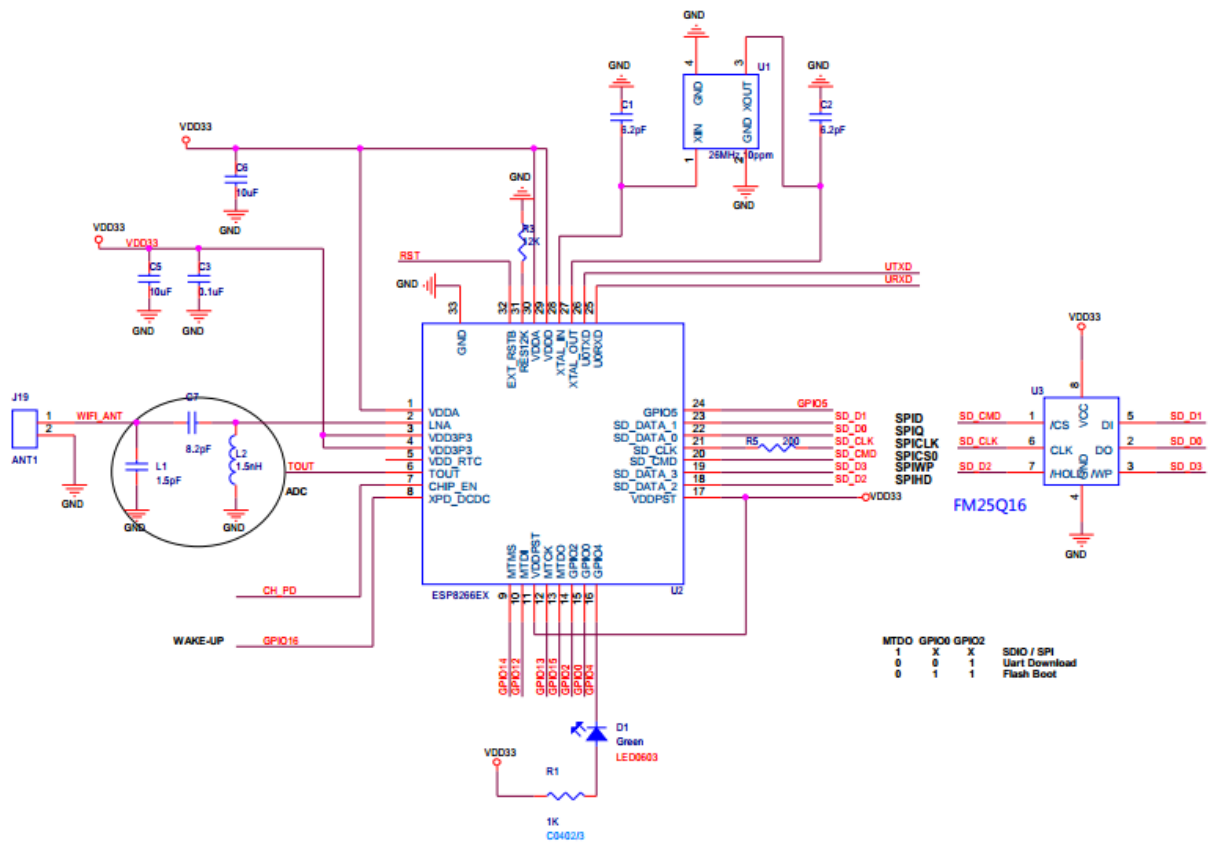 GND
4
3
U1
GND
XOUT
XIN
GND
1
2
26MHz,10ppm
GND
GND
C1
6.2pF
GND
C2
6.2pF
VDD33
C6
10uF
GND
VDD33
VDD33
C5
10uF
GND
C3
0.1uF
GND
GND
R3
12K
RST
GND
UTXD
URXD
33
32
31
30
29
28
27
26
25
GND
EXT_RSTB
RES12K
VDDA
VDDD
XTAL_IN
XTAL_OUT
U0TXD
U0RXD
J19
1
2
ANT1
WIFI_ANT
GND
C7
8.2pF
L1
1.5pF
GND
L2
1.5nH
GND
TOUT
ADC
1 VDDA
2 LNA
3 VDD3P3
4 VDD3P3
5 VDD_RTC
6 TOUT
7 CHIP_EN
8 XPD_DCDC
CH_PD
WAKE-UP GPIO16
GPIO5 24 GPIO5
SD_DATA_1 23 SD_D1 SPID
SD_DATA_0 22 SD_D0 SPIQ
SD_CLK 21 R5 200 SD_CLK SPICLK
SD_CMD 20 SD_CMD SPICS0
SD_DATA_3 19 SD_D3 SPIWP
SD_DATA_2 18 SD_D2 SPIHD
VDDPST 17 VDD33
MTMS
MTDI
VDDPST
MTCK
MTDO
GPIO2
GPIO0
GPIO4
ESP8266EX
U2
9
10
11
12
13
14
15
16
GPIO14
GPIO12
GPIO13
GPIO15
GPIO2
GPIO0
GPIO4
D1
Green
LED0603
VDD33
R1
1K
C0402/3
VDD33
U3
8
VCC
SD_CMD 1 /CS DI 5 SD_D1
SD_CLK 6 CLK DO 2 SD_D0
SD_D2 7 /HOLD /WP 3 SD_D3
GND
4
GND
FM25Q16
MTDO GPIO0 GPIO2
1 X X SDIO / SPI
0 0 1 Uart Download
0 1 1 Flash Boot